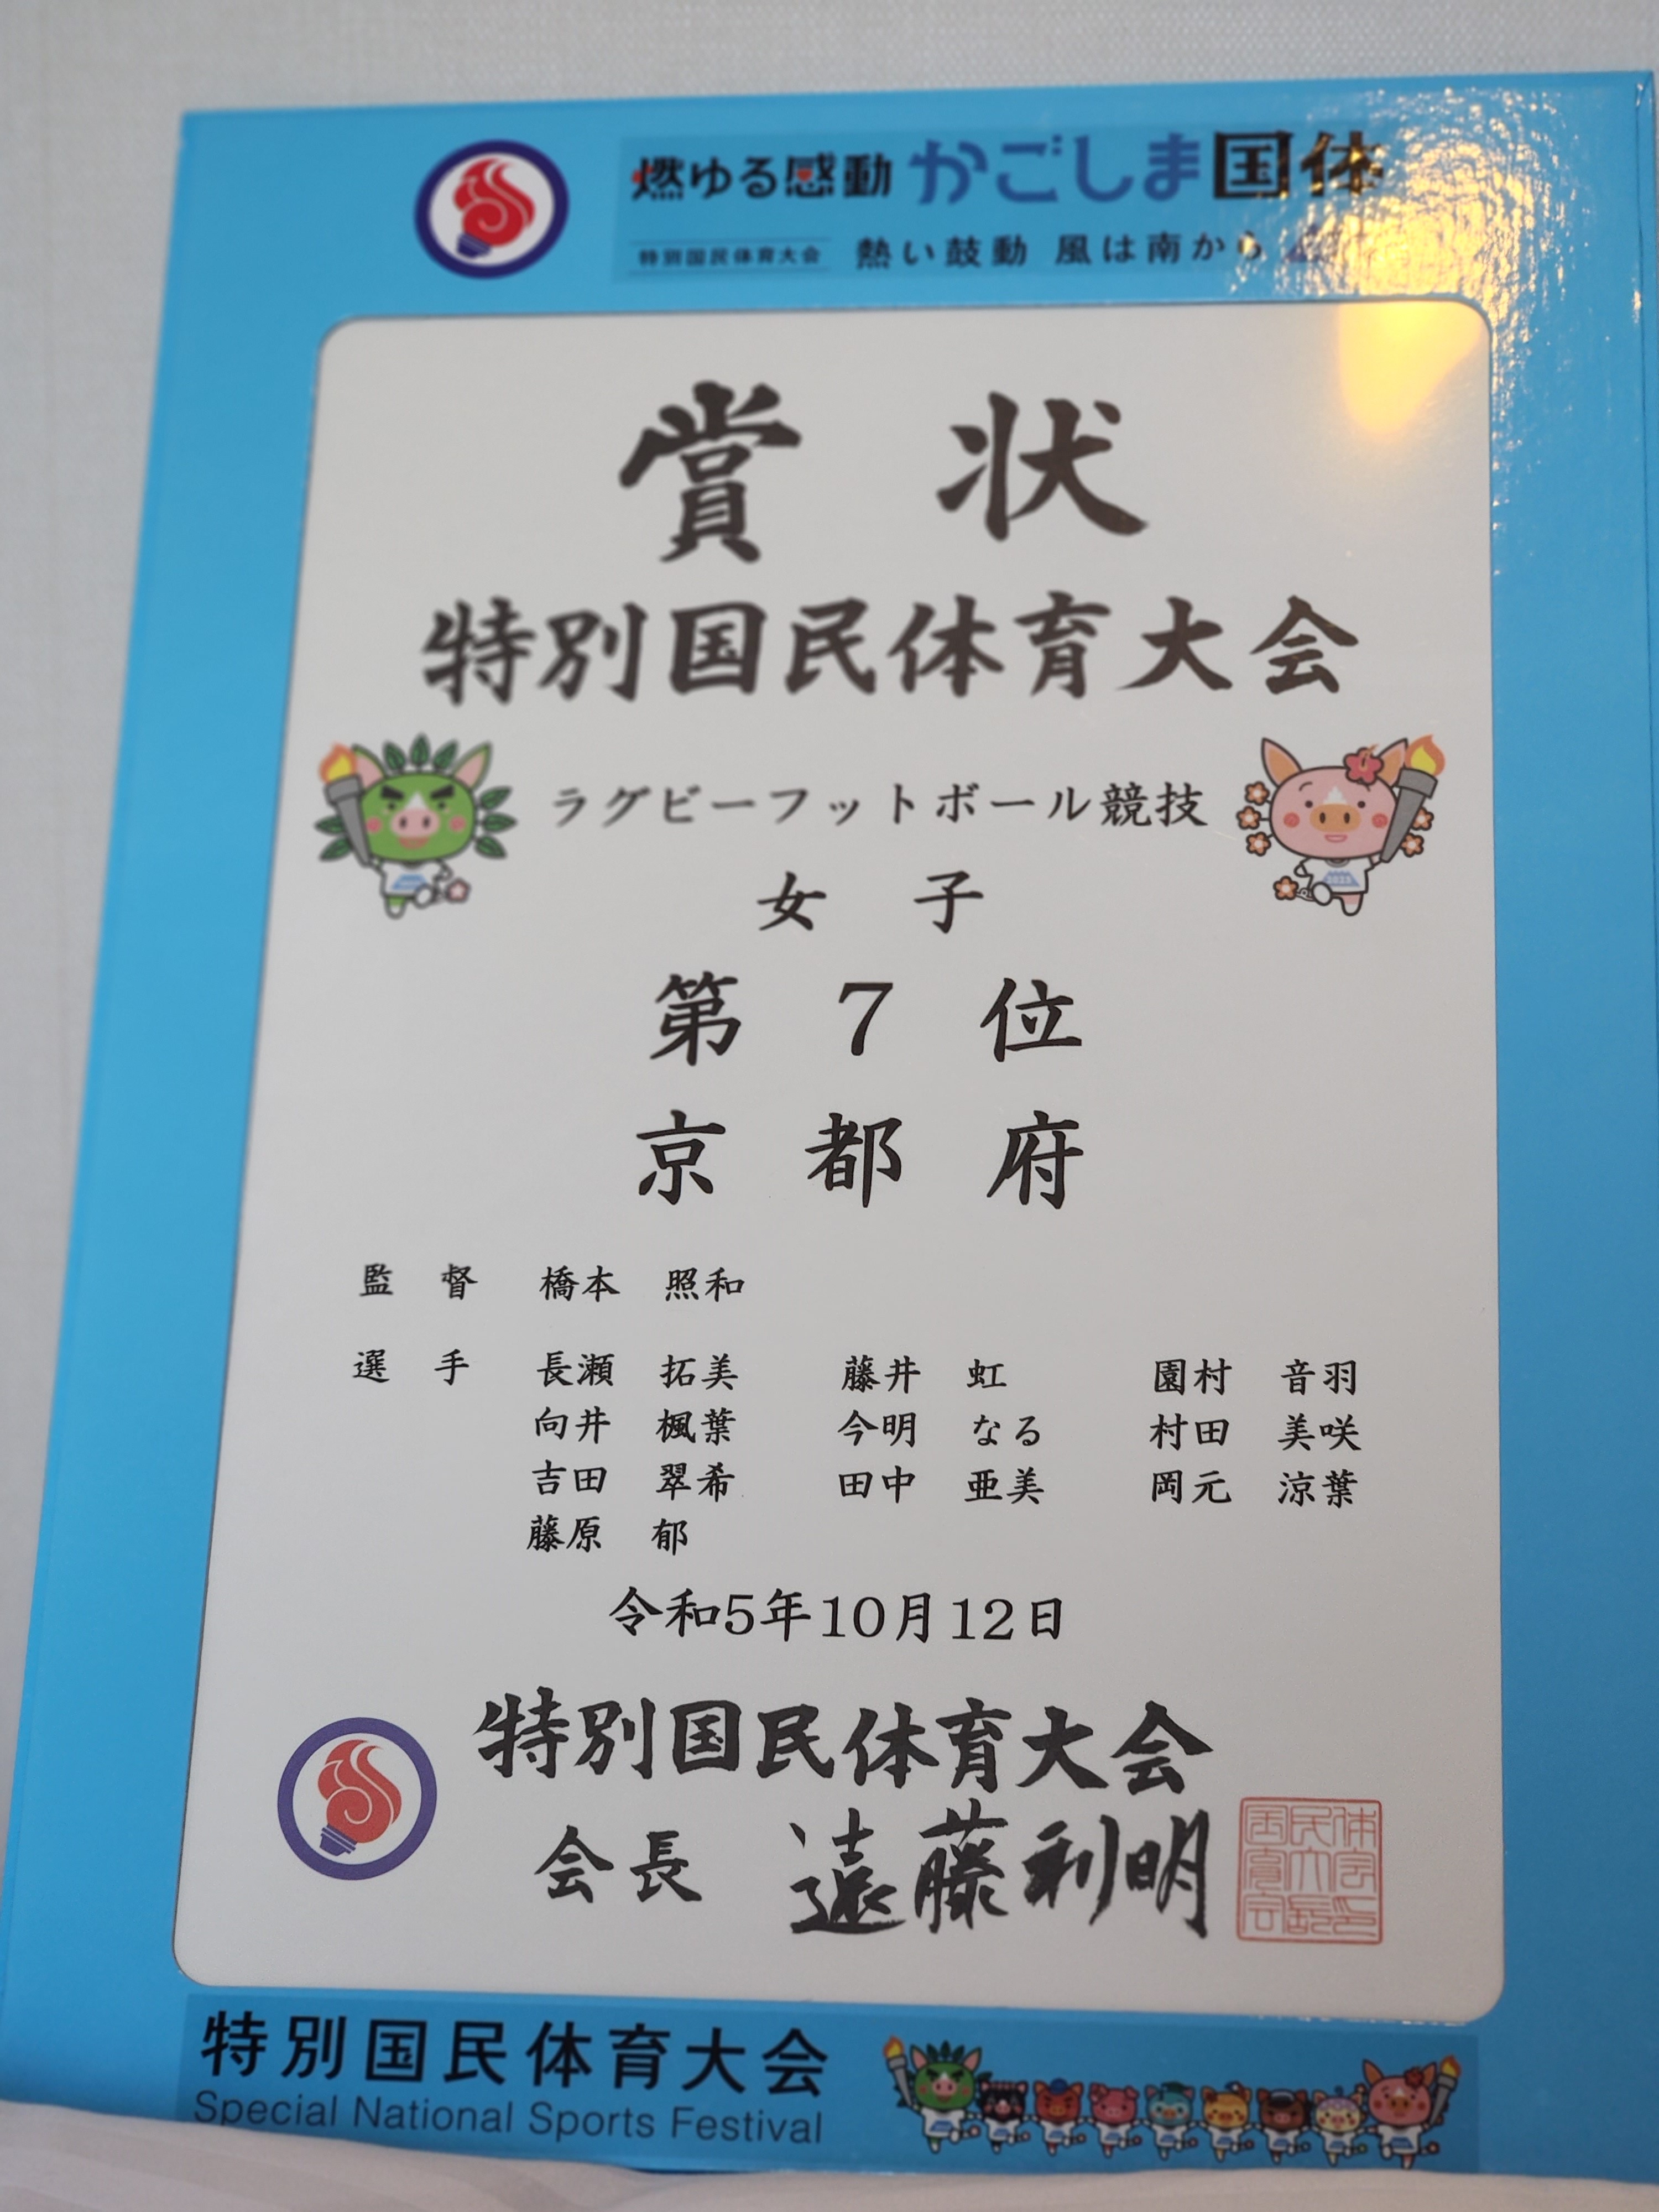 燃ゆる感動 かごしま国体
特別国民体育大会 熱い鼓動 風は南から
賞状
特別国民体育大会
ラグビーフットボール競技
女子
第7位
京都府
監督 橋本 照和
選手 長瀬 拓美 藤井 虹 園村 音羽
向井 楓葉 今明 なる 村田 美咲
吉田 翠希 田中 亜美 岡元 涼葉
藤原 郁
令和5年10月12日
特別国民体育大会
会長 遠藤利明
特別国民体育大会
Special National Sports Festival